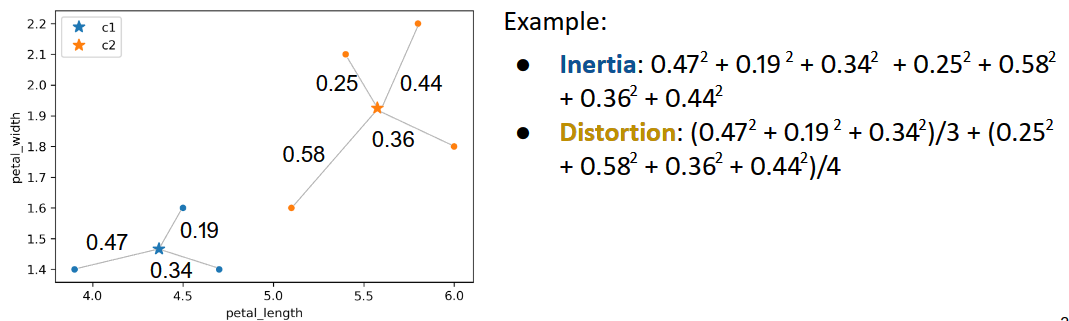 2.2
2.1
2.0
1.9
1.8
1.7
1.6
1.5
1.4
petal_width
c1
c2
0.25
0.44
0.36
0.58
0.19
0.47
0.34
4.0 4.5 5.0 5.5 6.0
petal_length
Example:
● Inertia: 0.47² + 0.19 ² + 0.34² + 0.25² + 0.58²
+ 0.36² + 0.44²
● Distortion: (0.47² + 0.19 ² + 0.34²)/3 + (0.25²
+ 0.58² + 0.36² + 0.44²)/4